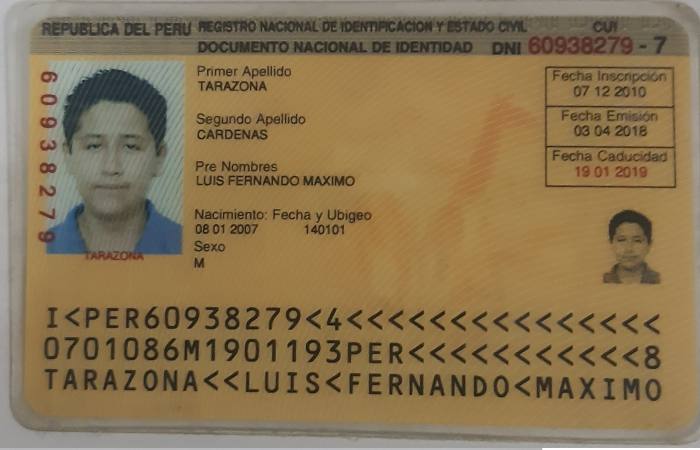 REPUBLICA DEL PERU REGISTRO NACIONAL DE IDENTIFICACION Y ESTADO CIVIL CUI
DOCUMENTO NACIONAL DE IDENTIDAD DNI 60938279 - 7
60938279
Primer Apellido
TARAZONA
Segundo Apellido
CARDENAS
Pre Nombres
LUIS FERNANDO MAXIMO
Nacimiento: Fecha y Ubigeo
08 01 2007 140101
Sexo
M
Fecha Inscripción
07 12 2010
Fecha Emisión
03 04 2018
Fecha Caducidad
19 01 2019
TARAZONA
I<PER60938279<4<<<<<<<<<<<<<<<
0701086M1901193PER<<<<<<<<<<<8
TARAZONA<<LUIS<FERNANDO<MAXIMO